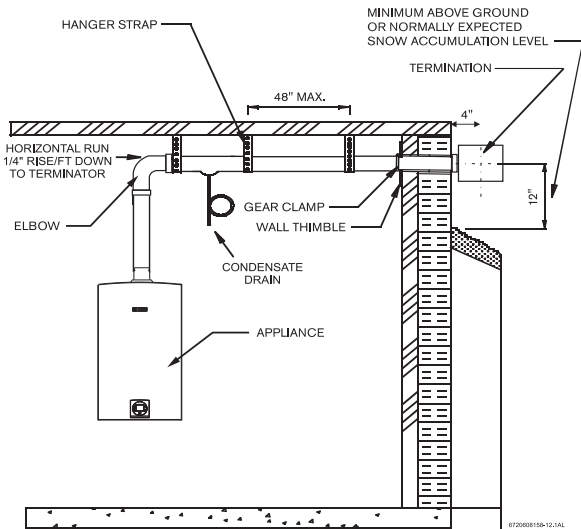 MINIMUM ABOVE GROUND
OR NORMALLY EXPECTED
SNOW ACCUMULATION LEVEL
HANGER STRAP
TERMINATION
48" MAX.
4"
HORIZONTAL RUN
1/4" RISE/FT DOWN
TO TERMINATOR
ELBOW
GEAR CLAMP
WALL THIMBLE
12"
CONDENSATE
DRAIN
APPLIANCE
6720608156-12.1AL